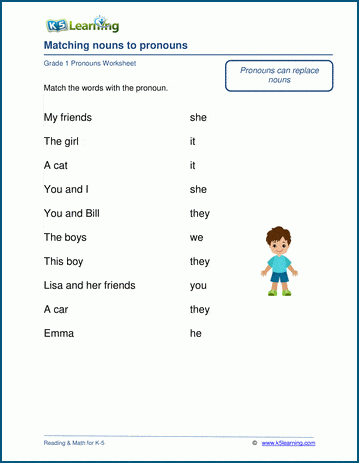 K5 Learning
Matching nouns to pronouns
Grade 1 Pronouns Worksheet
Pronouns can replace
nouns
Match the words with the pronoun.
My friends she
The girl it
A cat it
You and I she
You and Bill they
The boys we
This boy they
Lisa and her friends you
A car they
Emma he
Reading & Math for K-5 © www.k5learning.com